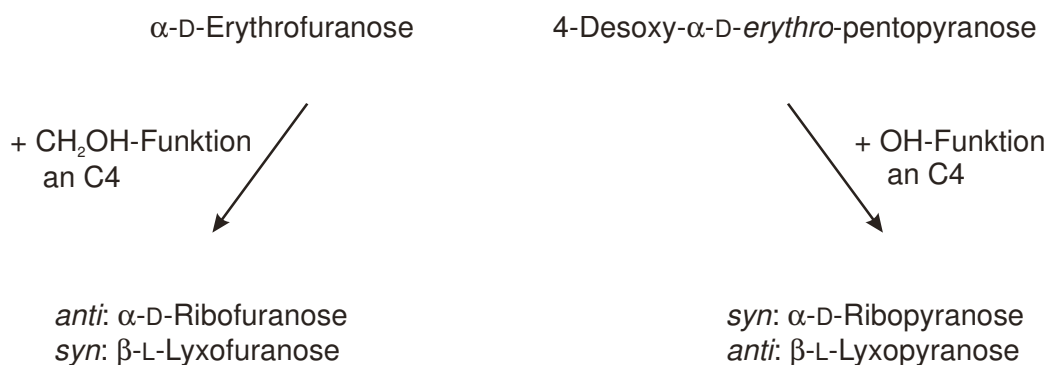 α-D-Erythrofuranose
4-Desoxy-α-D-erythro-pentopyranose
+ CH₂OH-Funktion
an C4
+ OH-Funktion
an C4
anti: α-D-Ribofuranose
syn: β-L-Lyxofuranose
syn: α-D-Ribopyranose
anti: β-L-Lyxopyranose